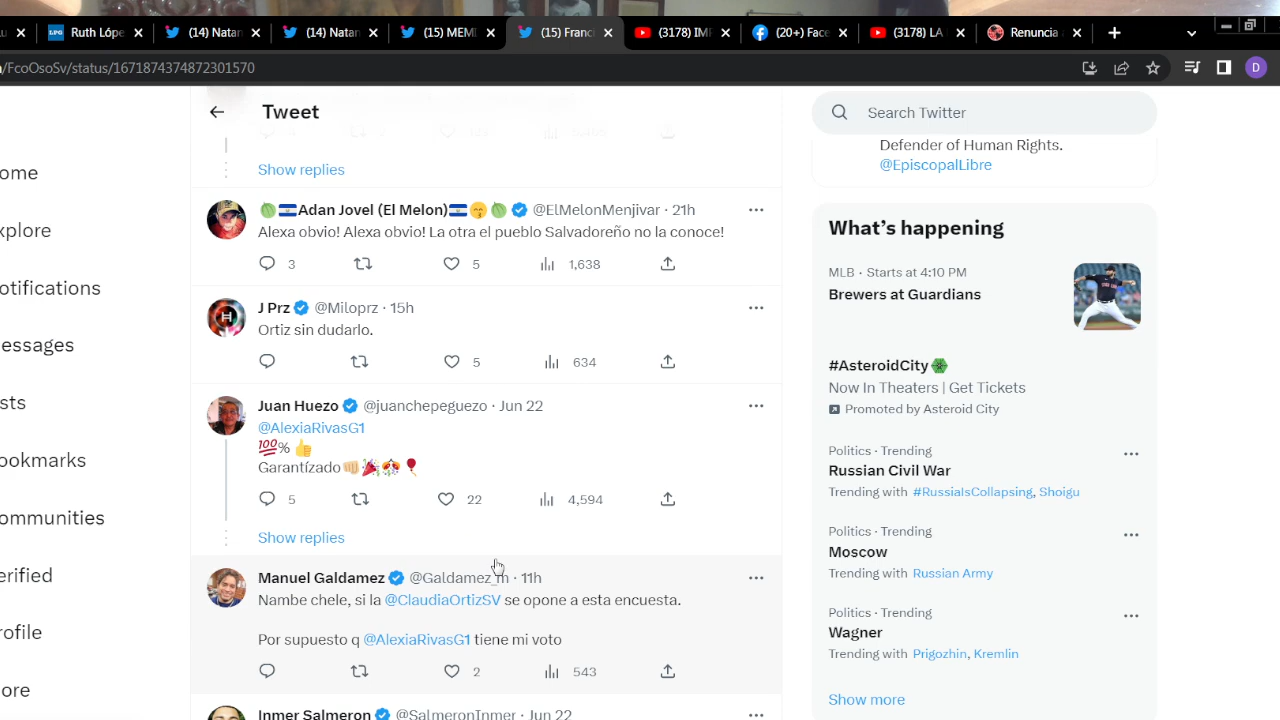 LPG Ruth Lópe
(14) Natan
(14) Natan
(15) MEMI
(15) Franci
(3178) IMF
(20+) Face
(3178) LA
Renuncia
/FcoOsoSv/status/1671874374872301570
D
Tweet
Search Twitter
Defender of Human Rights.
@EpiscopalLibre
ome
xplore
otifications
essages
sts
ookmarks
ommunities
erified
rofile
ore
Show replies
Adan Jovel (El Melon) @ElMelonMenjivar · 21h
Alexa obvio! Alexa obvio! La otra el pueblo Salvadoreño no la conoce!
3 5 1,638
J Prz @Miloprz · 15h
Ortiz sin dudarlo.
5 634
Juan Huezo @juanchepeguezo · Jun 22
@AlexiaRivasG1
💯% 👍
Garantízado
5 22 4,594
Show replies
Manuel Galdamez @Galdamez_m · 11h
Nambe chele, si la @ClaudiaOrtizSV se opone a esta encuesta.
Por supuesto q @AlexiaRivasG1 tiene mi voto
2 543
Inmer Salmeron @SalmeronInmer · Jun 22
What's happening
MLB · Starts at 4:10 PM
Brewers at Guardians
#AsteroidCity
Now In Theaters | Get Tickets
Promoted by Asteroid City
Politics · Trending
Russian Civil War
Trending with #RussiaIsCollapsing, Shoigu
Politics · Trending
Moscow
Trending with Russian Army
Politics · Trending
Wagner
Trending with Prigozhin, Kremlin
Show more